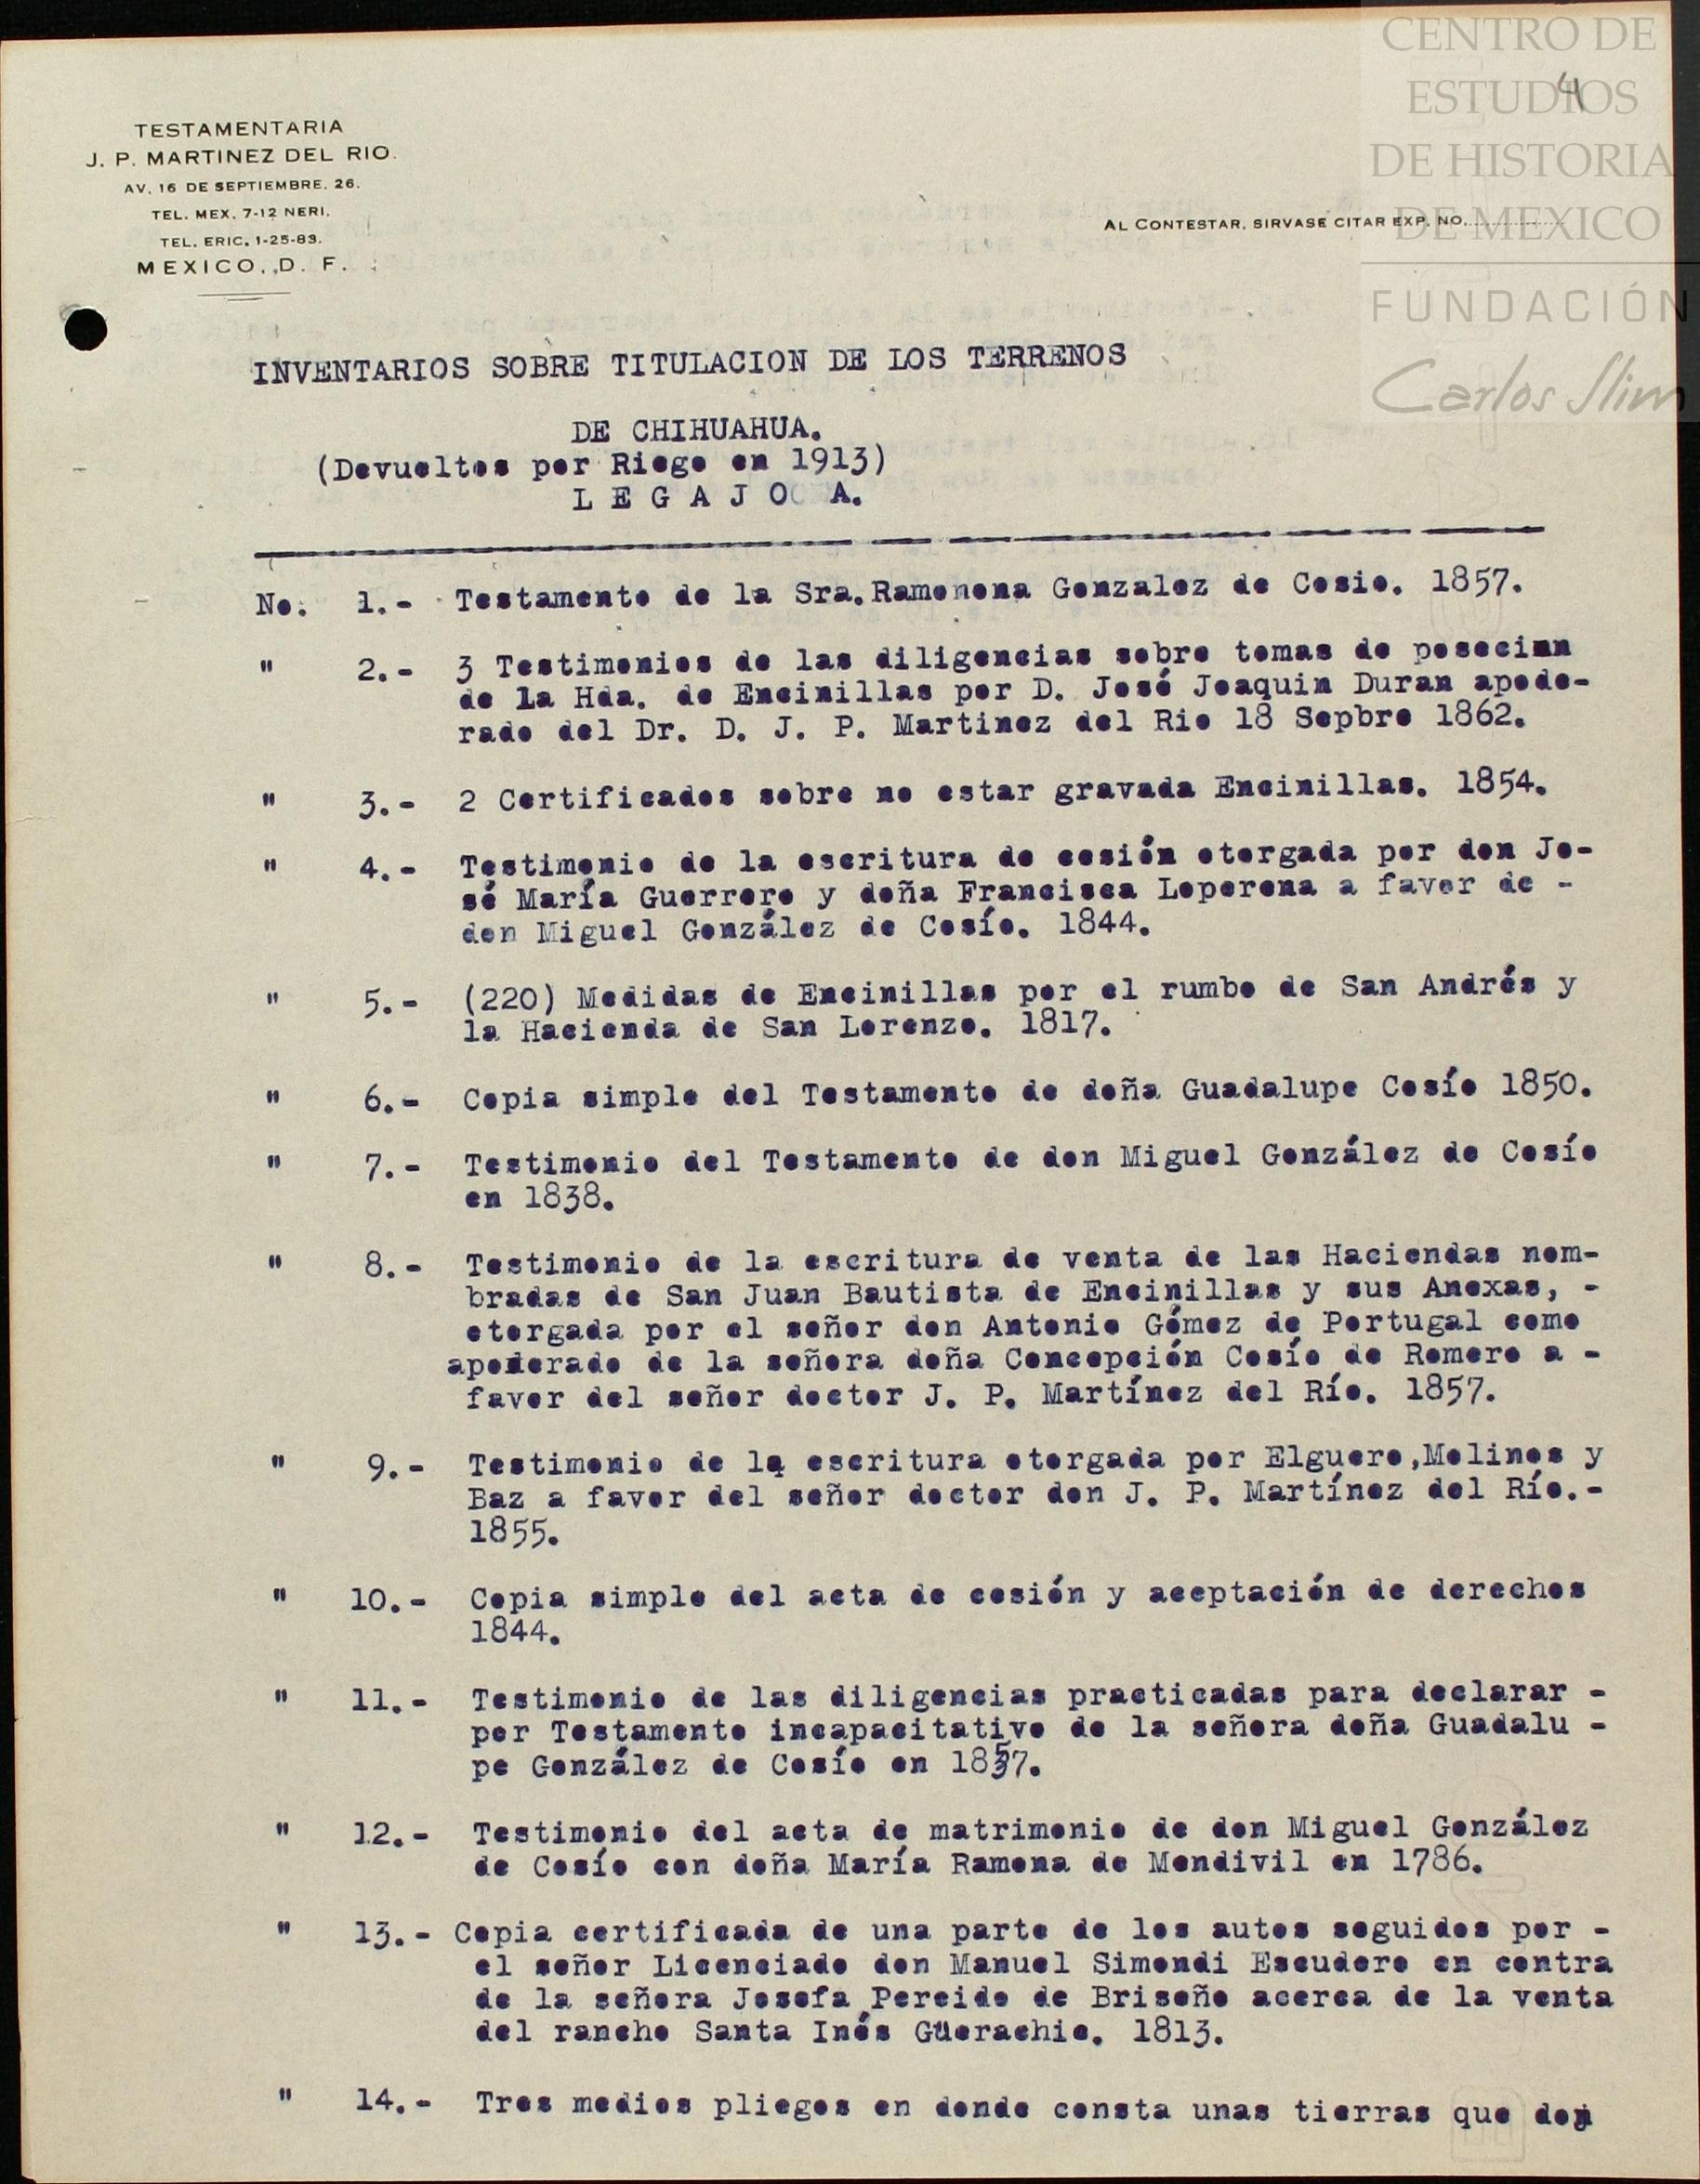 CENTRO DE
ESTUDIOS
DE HISTORIA
DE MEXICO
FUNDACIÓN
Carlos Slim
4
TESTAMENTARIA
J. P. MARTINEZ DEL RIO.
AV. 16 DE SEPTIEMBRE. 26.
TEL. MEX. 7-12 NERI.
TEL. ERIC. 1-25-83.
MEXICO, D. F.
AL CONTESTAR, SIRVASE CITAR EXP. NO.
INVENTARIOS SOBRE TITULACION DE LOS TERRENOS
DE CHIHUAHUA.
(Devueltos por Riego en 1913)
L E G A J O A.
No. 1.- Testamento de la Sra.Ramonona Gonzalez de Cosio. 1857.
" 2.- 3 Testimonios de las diligencias sobre tomas de posecinn
de la Hda. de Encinillas por D. José Joaquin Duran apode-
rado del Dr. D. J. P. Martinez del Rio 18 Sepbre 1862.
" 3.- 2 Certificados sobre no estar gravada Encinillas. 1854.
" 4.- Testimonio de la escritura de cesión otorgada por don Jo-
sé María Guerrero y doña Francisca Loperena a favor de -
don Miguel González de Cosío. 1844.
" 5.- (220) Medidas de Encinillas por el rumbo de San Andrés y
la Hacienda de San Lorenzo. 1817.
" 6.- Copia simple del Testamento de doña Guadalupe Cosío 1850.
" 7.- Testimonio del Testamento de don Miguel González de Cosío
en 1838.
" 8.- Testimonio de la escritura de venta de las Haciendas nom-
bradas de San Juan Bautista de Encinillas y sus Anexas, -
otorgada por el señor don Antonio Gómez de Portugal como
apoderado de la señora doña Concepción Cosío de Romero a -
favor del señor doctor J. P. Martínez del Río. 1857.
" 9.- Testimonio de la escritura otorgada por Elguero,Molinos y
Baz a favor del señor doctor don J. P. Martínez del Río.-
1855.
" 10.- Copia simple del acta de cesión y aceptación de derechos
1844.
" 11.- Testimonio de las diligencias practicadas para declarar -
por Testamento incapacitativo de la señora doña Guadalu -
pe González de Cosío en 1857.
" 12.- Testimonio del acta de matrimonio de don Miguel González
de Cosío con doña María Ramona de Mendivil en 1786.
" 13.- Copia certificada de una parte de los autos seguidos por -
el señor Licenciado don Manuel Simondi Escudero en contra
de la señora Josefa Pereido de Briseño acerca de la venta
del rancho Santa Inés Güerachic. 1813.
" 14.- Tres medios pliegos en donde consta unas tierras que don